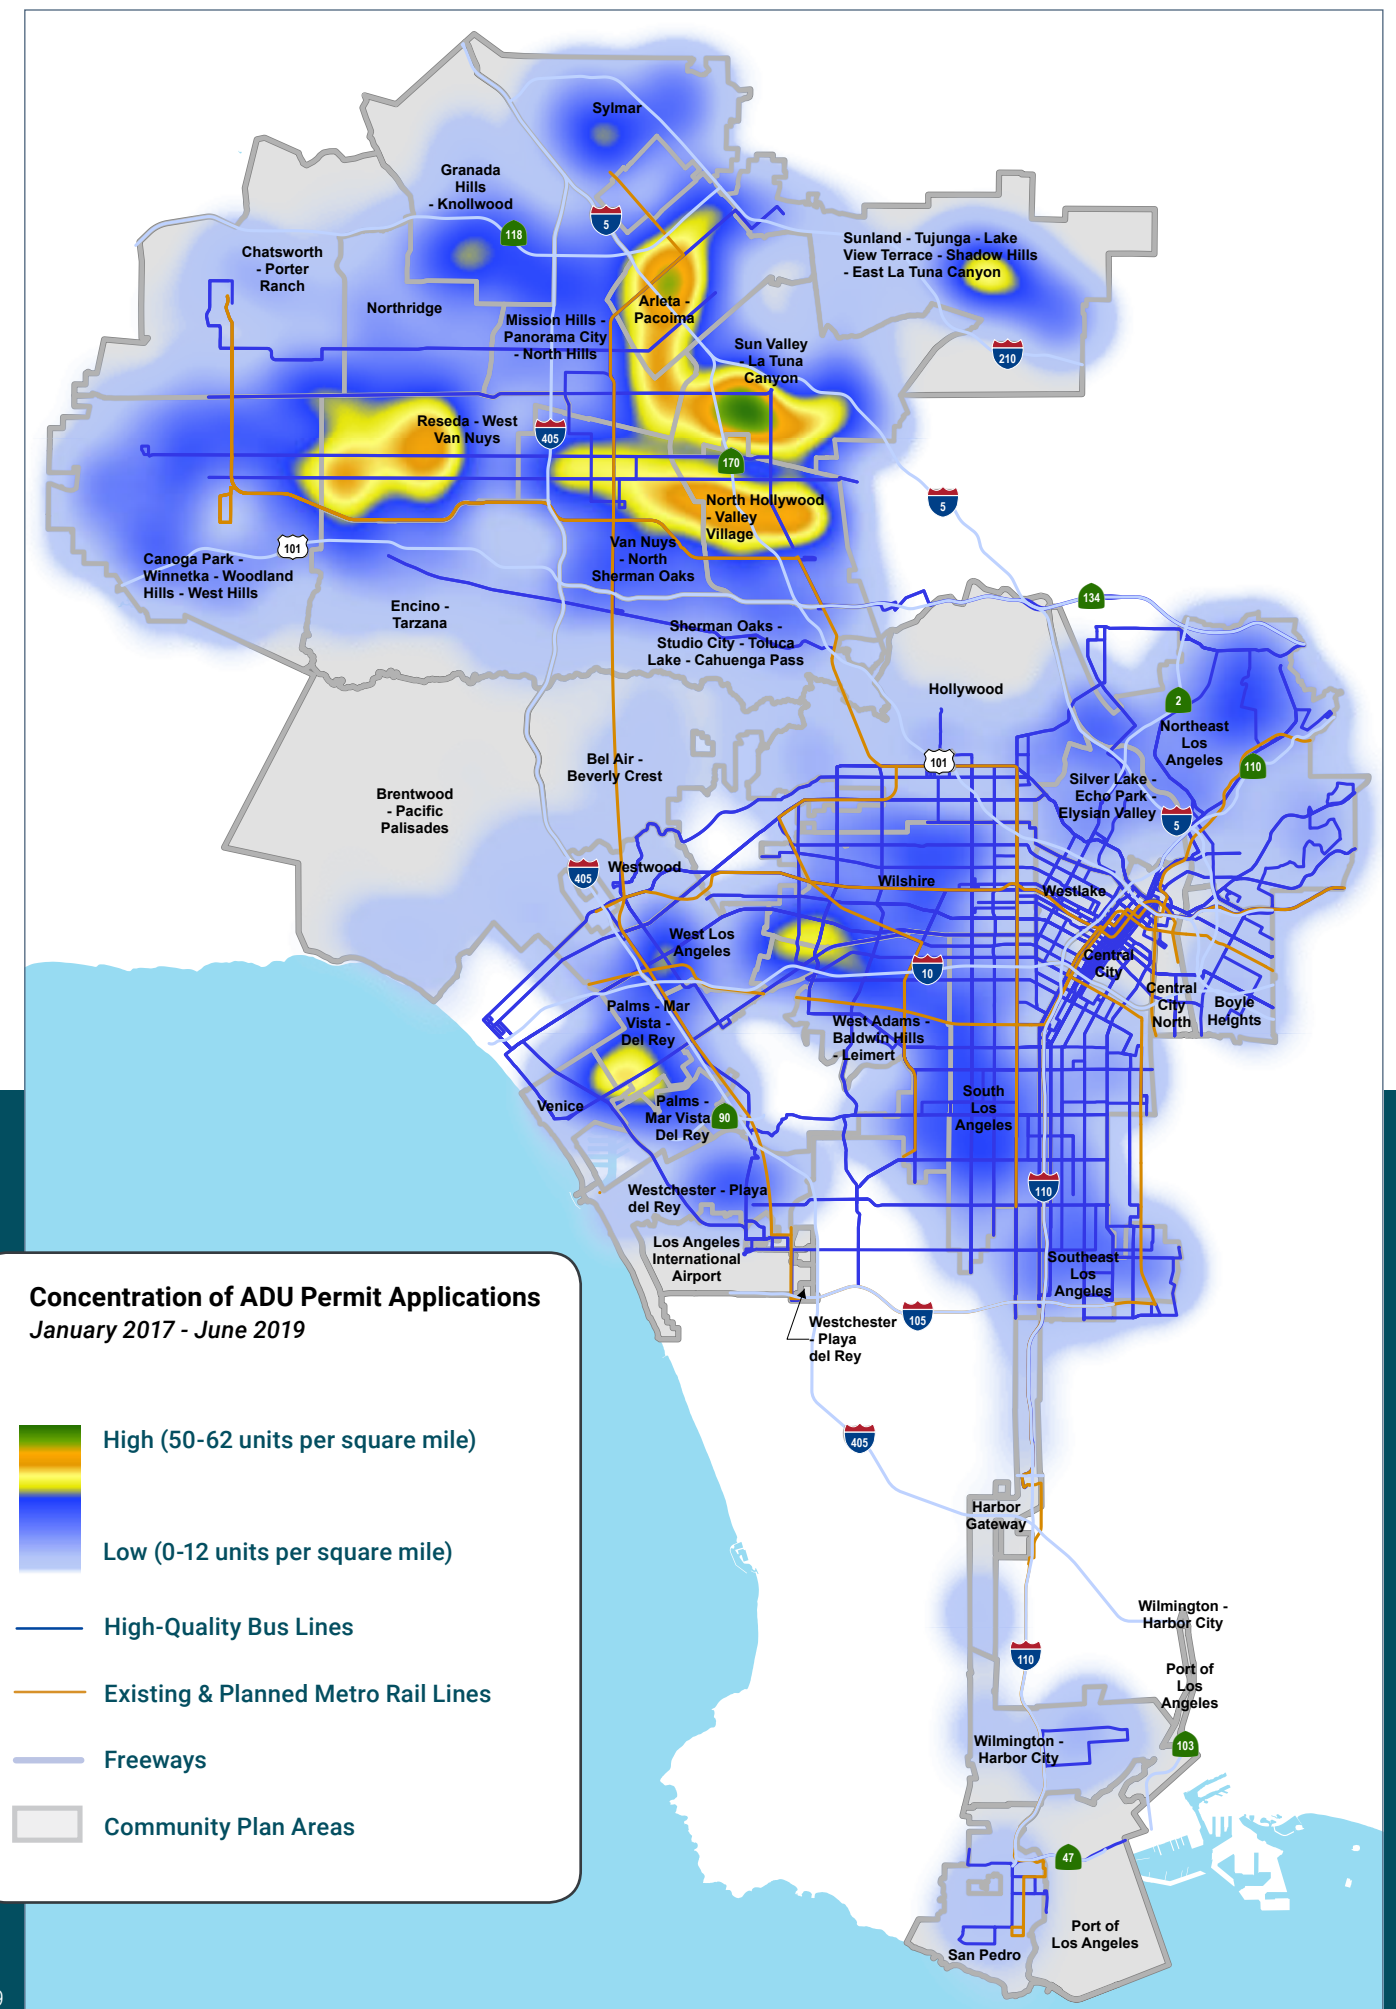 Sylmar
Granada
Hills
- Knollwood
118
5
Chatsworth
- Porter
Ranch
Northridge
Mission Hills -
Panorama City
- North Hills
Arleta -
Pacoima
Sunland - Tujunga - Lake
View Terrace - Shadow Hills
- East La Tuna Canyon
210
Sun Valley
- La Tuna
Canyon
Reseda - West
Van Nuys
405
170
North Hollywood
- Valley
Village
5
101
Canoga Park -
Winnetka - Woodland
Hills - West Hills
Van Nuys
- North
Sherman Oaks
Encino -
Tarzana
134
Sherman Oaks -
Studio City - Toluca
Lake - Cahuenga Pass
Hollywood
2
Northeast
Los
Angeles
110
101
Bel Air -
Beverly Crest
Silver Lake -
Echo Park -
Elysian Valley
5
Brentwood
- Pacific
Palisades
405
Westwood
Wilshire
Westlake
West Los
Angeles
10
Central
City
Central
City
North
Boyle
Heights
Palms - Mar
Vista -
Del Rey
West Adams -
Baldwin Hills
- Leimert
South
Los
Angeles
Venice
Palms -
Mar Vista
Del Rey
90
110
Westchester - Playa
del Rey
Los Angeles
International
Airport
Southeast
Los
Angeles
105
Westchester
- Playa
del Rey
Concentration of ADU Permit Applications
January 2017 - June 2019
High (50-62 units per square mile)
Low (0-12 units per square mile)
High-Quality Bus Lines
Existing & Planned Metro Rail Lines
Freeways
Community Plan Areas
405
Harbor
Gateway
Wilmington -
Harbor City
110
Port of
Los
Angeles
Wilmington -
Harbor City
103
47
Port of
Los Angeles
San Pedro
9